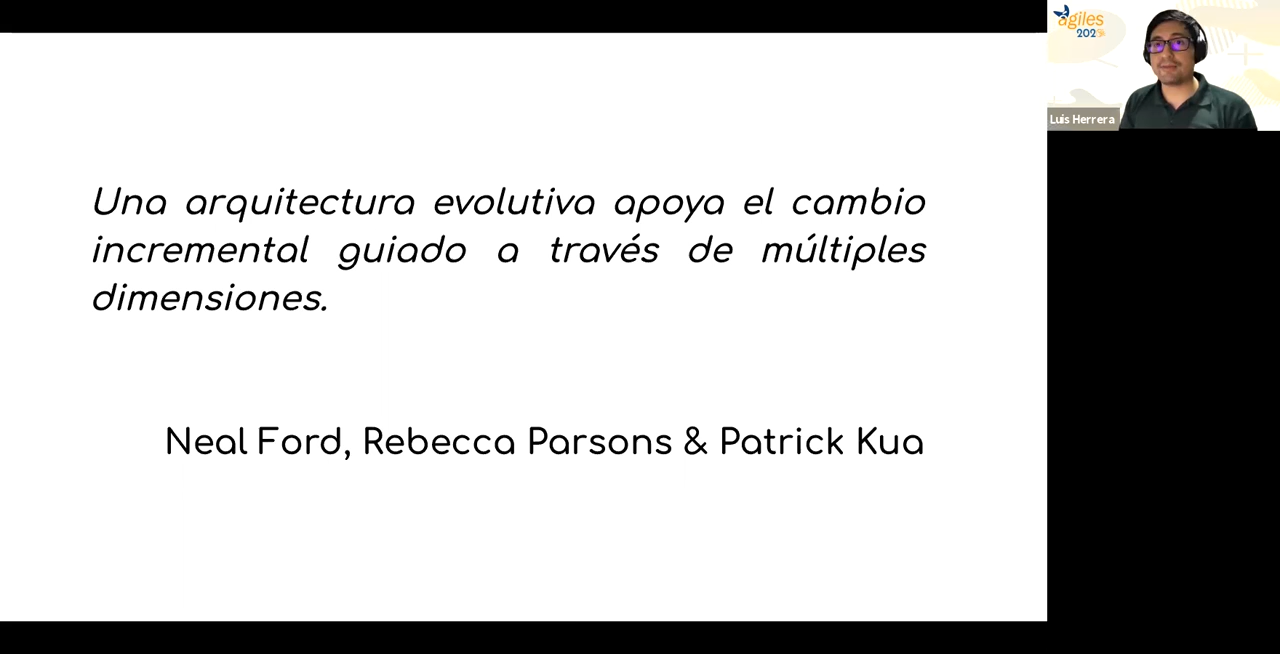 Una arquitectura evolutiva apoya el cambio
incremental guiado a través de múltiples
dimensiones.
Neal Ford, Rebecca Parsons & Patrick Kua
agiles
Luis Herrera